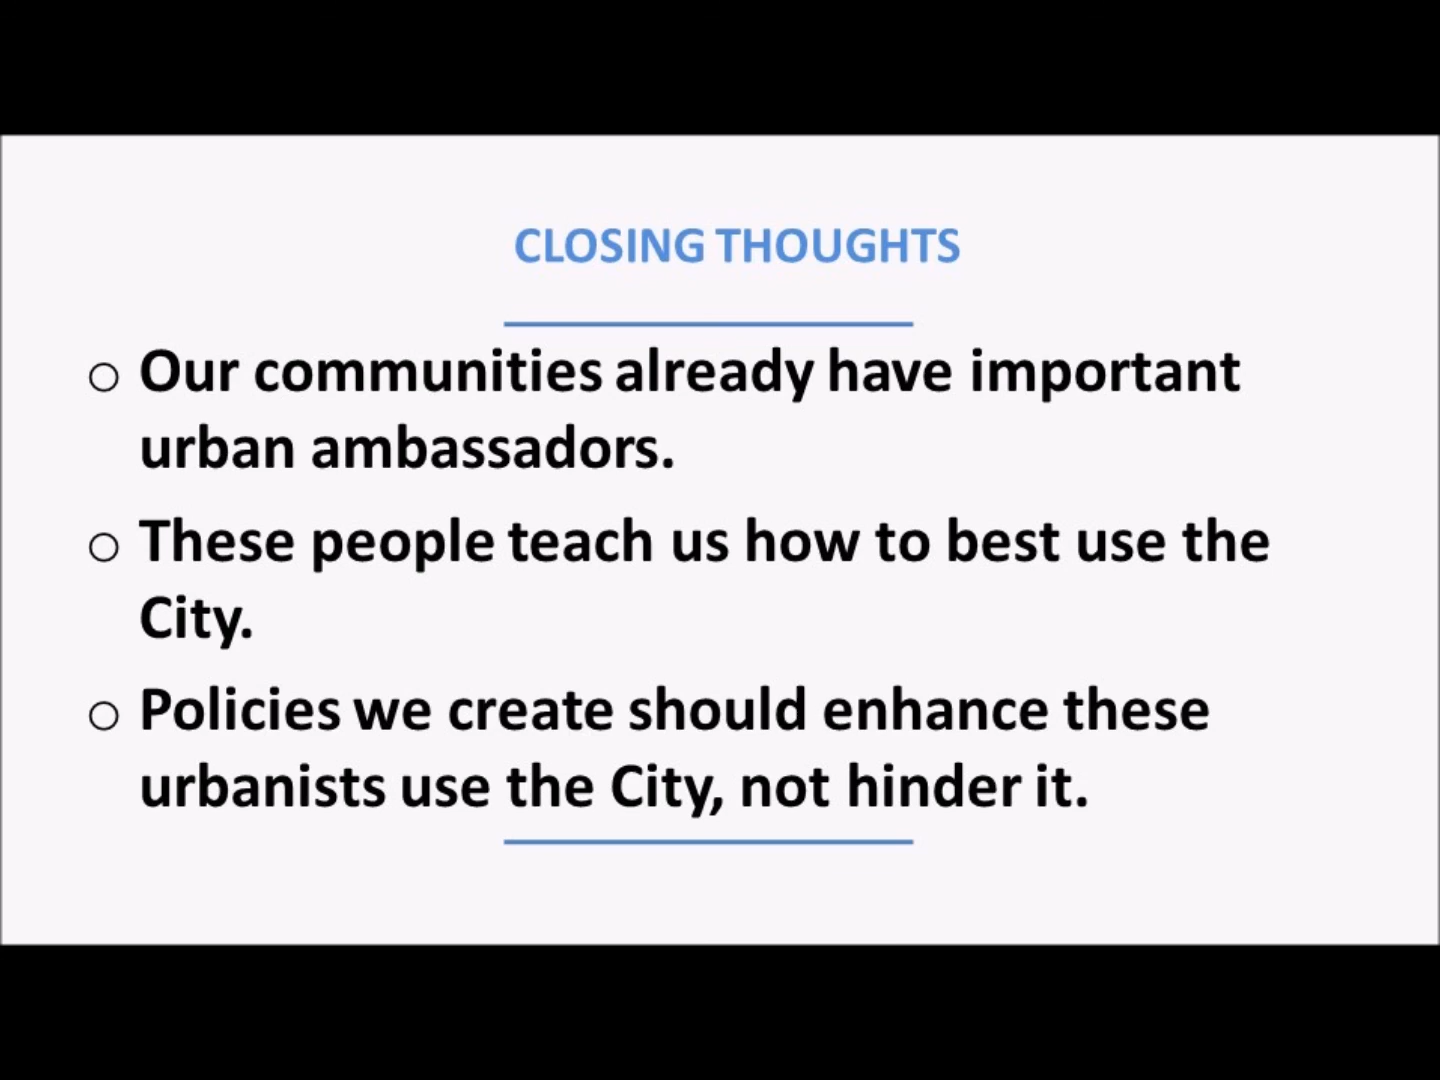 CLOSING THOUGHTS
Our communities already have important
urban ambassadors.
These people teach us how to best use the
City.
Policies we create should enhance these
urbanists use the City, not hinder it.